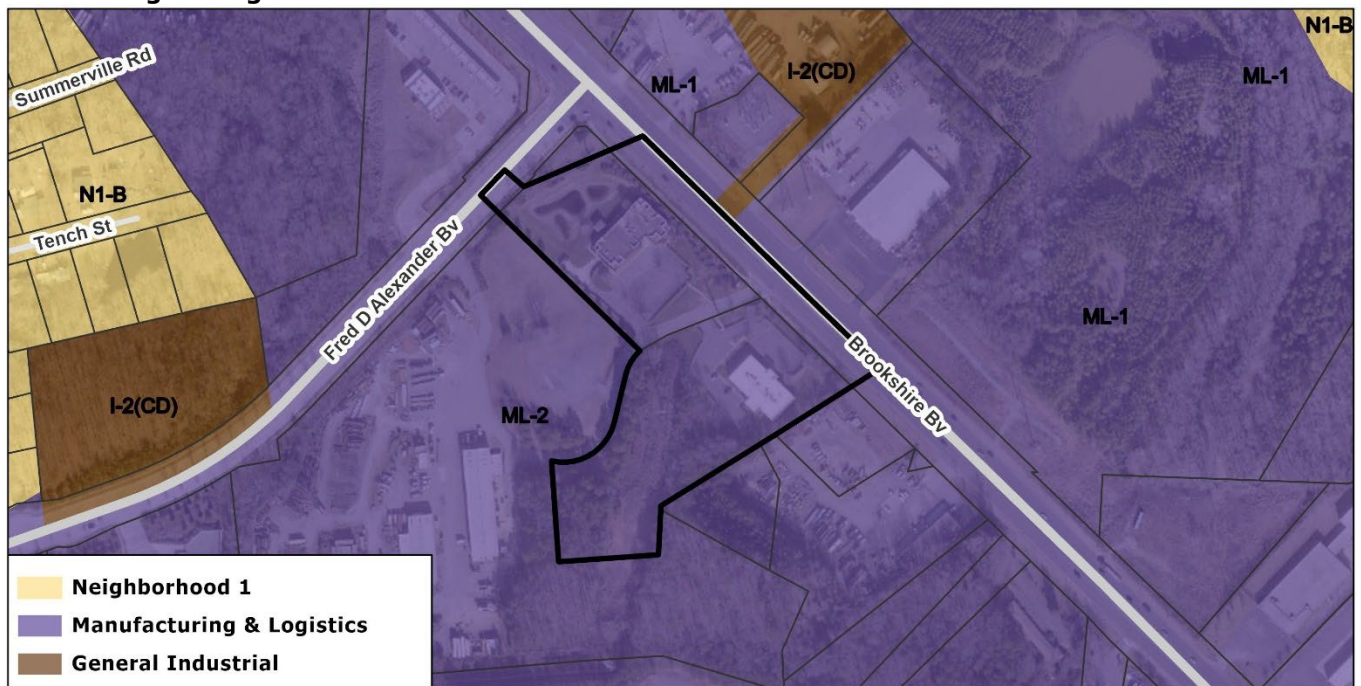 N1-B
Summerville Rd
ML-1
I-2(CD)
ML-1
N1-B
Tench St
Fred D Alexander Bv
ML-1
Brookshire Bv
I-2(CD)
ML-2
Neighborhood 1
Manufacturing & Logistics
General Industrial